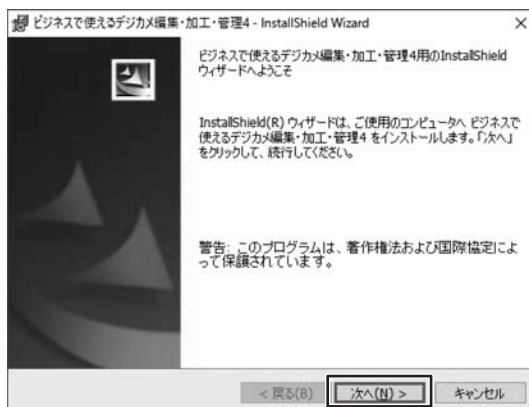 ビジネスで使えるデジカメ編集・加工・管理4 - InstallShield Wizard
ビジネスで使えるデジカメ編集・加工・管理4用のInstallShield
ウィザードへようこそ
InstallShield(R) ウィザードは、ご使用のコンピュータへ ビジネスで
使えるデジカメ編集・加工・管理4 をインストールします。「次へ」
をクリックして、続行してください。
警告: このプログラムは、著作権法および国際協定によ
って保護されています。
< 戻る(B)
次へ(N) >
キャンセル